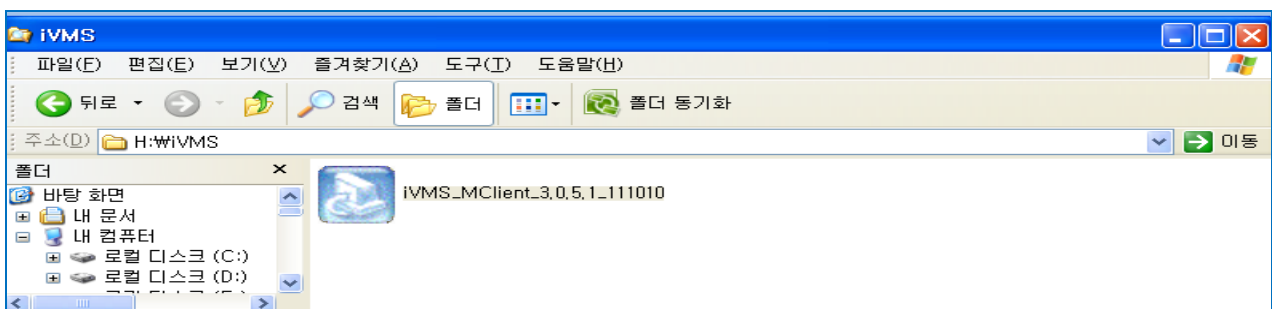 iVMS
파일(F) 편집(E) 보기(V) 즐겨찾기(A) 도구(T) 도움말(H)
뒤로 검색 폴더 폴더 동기화
주소(D) H:₩iVMS 이동
폴더
iVMS_MClient_3,0,5,1_111010
바탕 화면
내 문서
내 컴퓨터
로컬 디스크 (C:)
로컬 디스크 (D:)